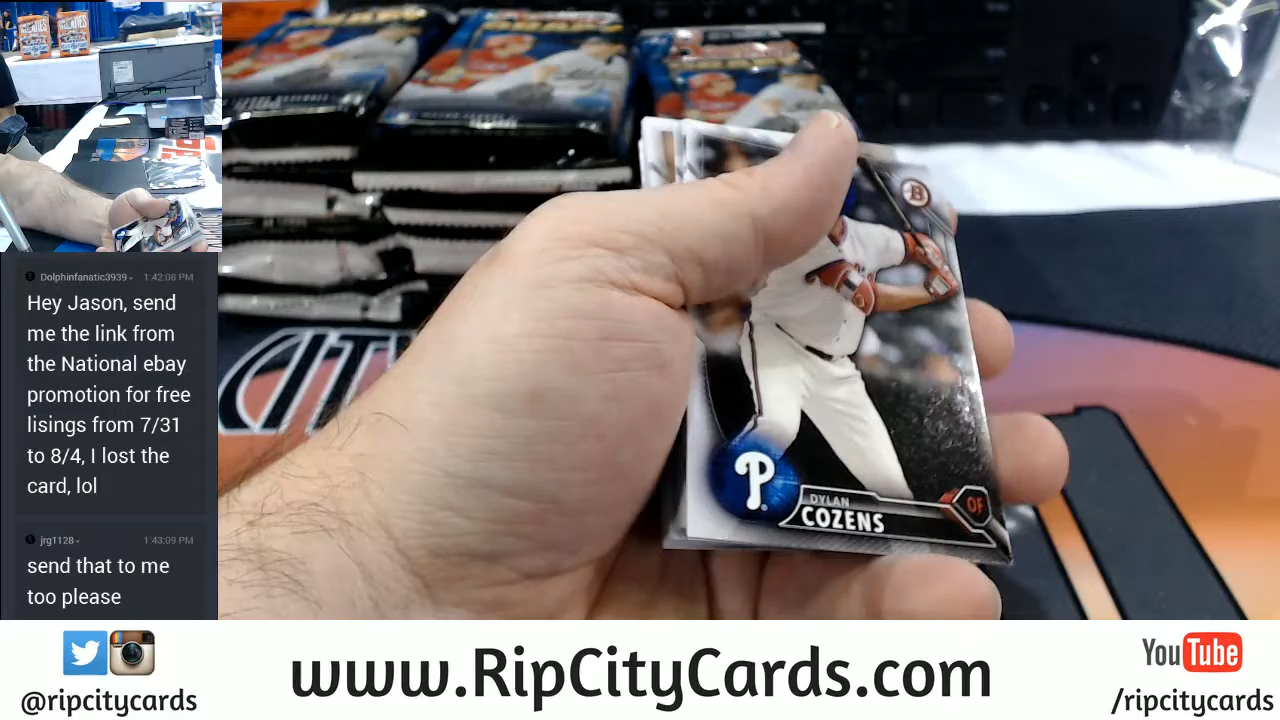 Dolphinfanatic3939 1:42:08 PM
Hey Jason, send
me the link from
the National ebay
promotion for free
lisings from 7/31
to 8/4, I lost the
card, lol
jrg1128 1:43:09 PM
send that to me
too please
B
P
DYLAN
COZENS
OF
CITY
www.RipCityCards.com
@ripcitycards
YouTube
/ripcitycards